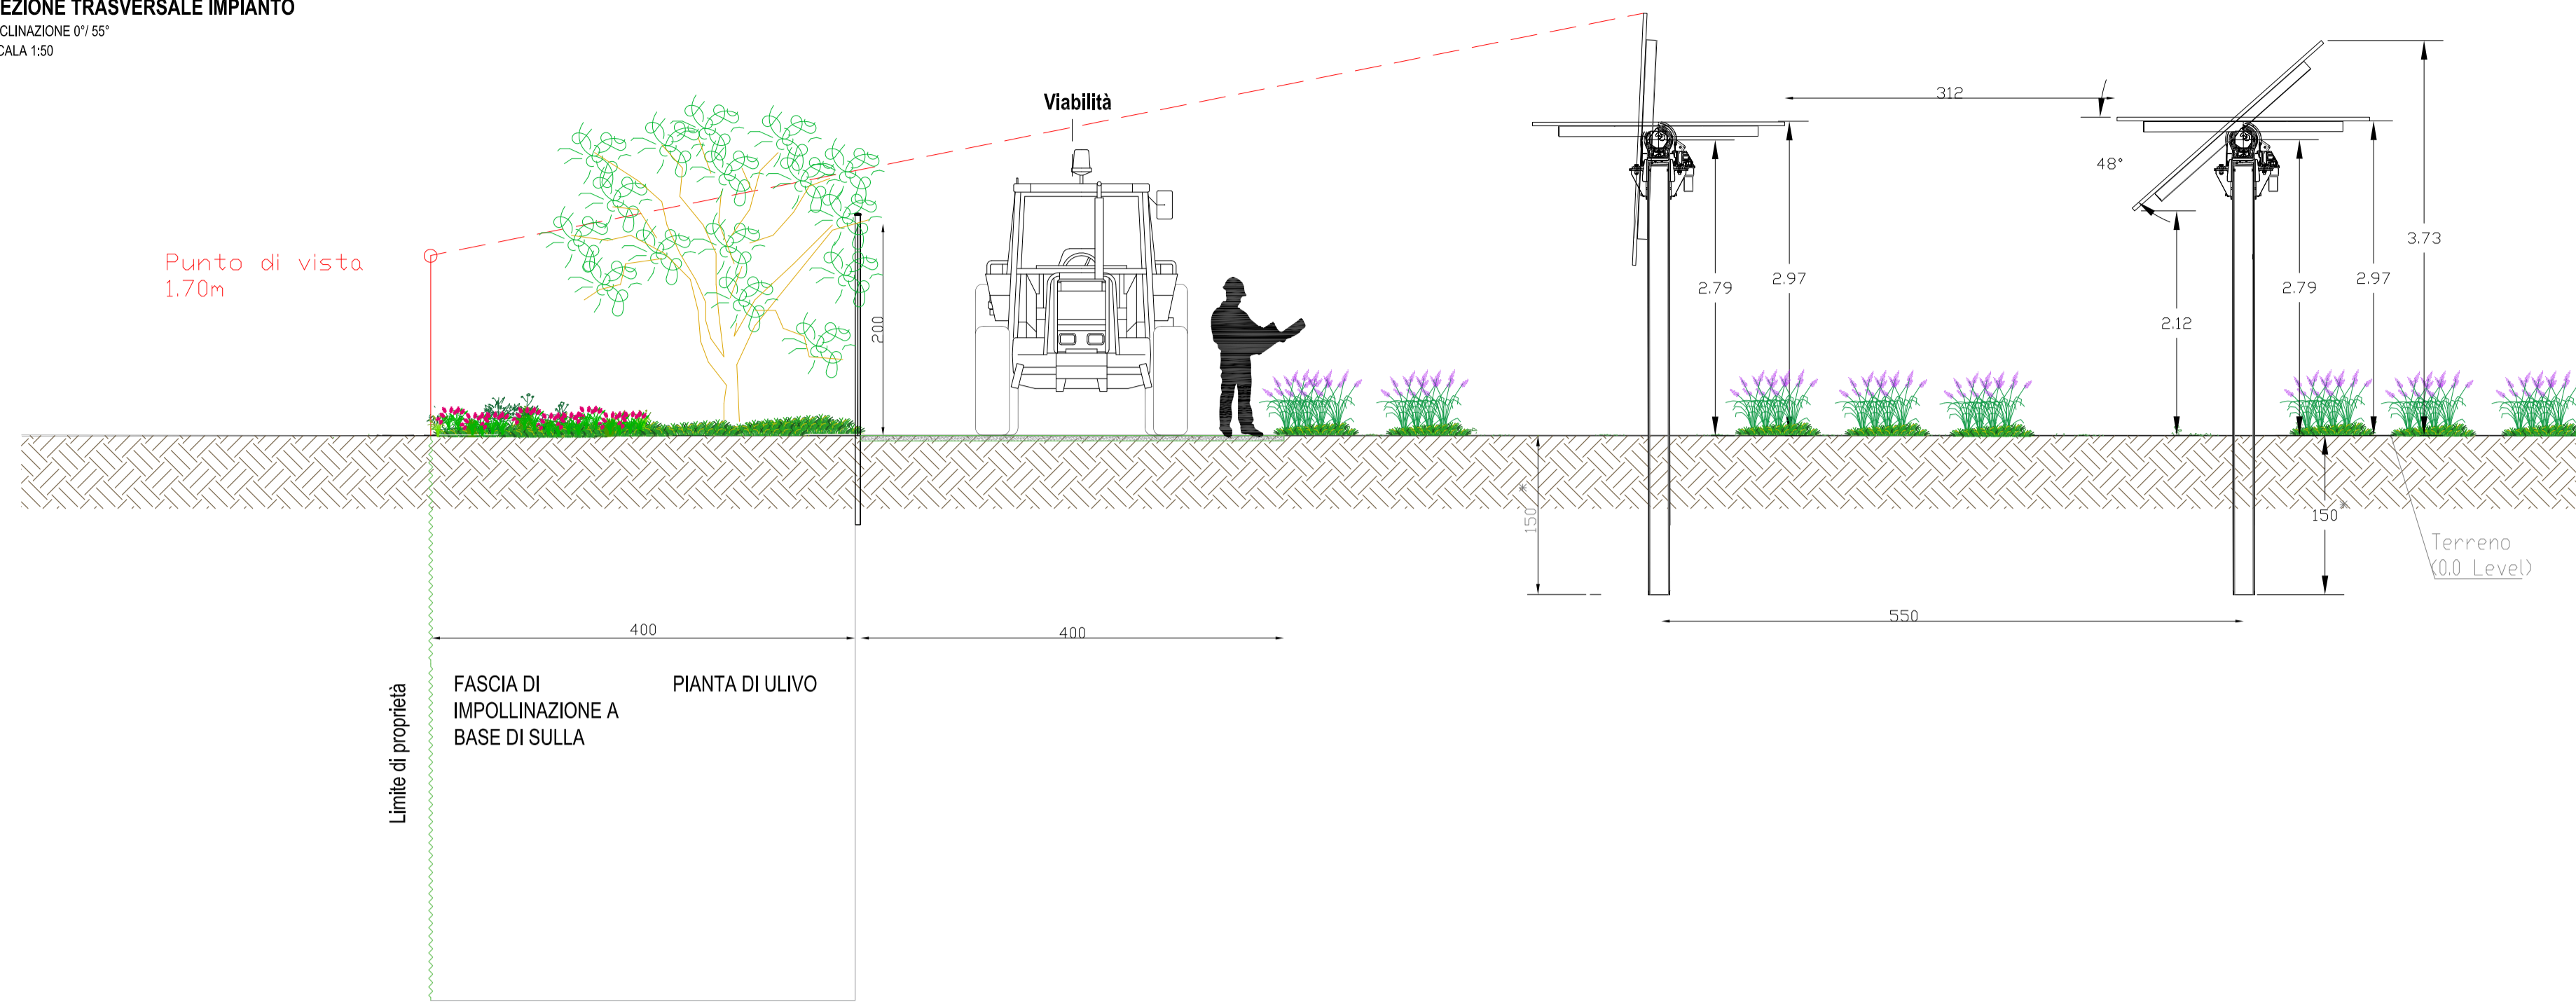 EZIONE TRASVERSALE IMPIANTO
CLINAZIONE 0°/ 55°
CALA 1:50
Viabilità
312
48°
Punto di vista
1.70m
200
2.79
2.97
2.12
2.79
2.97
3.73
150
*
150*
Terreno
(0.0 Level)
550
400
400
Limite di proprietà
FASCIA DI
IMPOLLINAZIONE A
BASE DI SULLA
PIANTA DI ULIVO